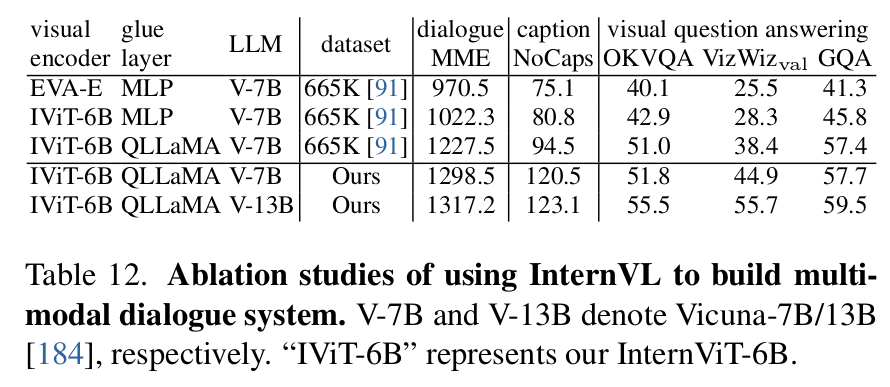 visual glue LLM dataset dialogue caption visual question answering
encoder layer MME NoCaps OKVQA VizWiz_val GQA
EVA-E MLP V-7B 665K [91] 970.5 75.1 40.1 25.5 41.3
IViT-6B MLP V-7B 665K [91] 1022.3 80.8 42.9 28.3 45.8
IViT-6B QLLaMA V-7B 665K [91] 1227.5 94.5 51.0 38.4 57.4
IViT-6B QLLaMA V-7B Ours 1298.5 120.5 51.8 44.9 57.7
IViT-6B QLLaMA V-13B Ours 1317.2 123.1 55.5 55.7 59.5
Table 12. Ablation studies of using InternVL to build multi-
modal dialogue system. V-7B and V-13B denote Vicuna-7B/13B
[184], respectively. “IViT-6B” represents our InternViT-6B.